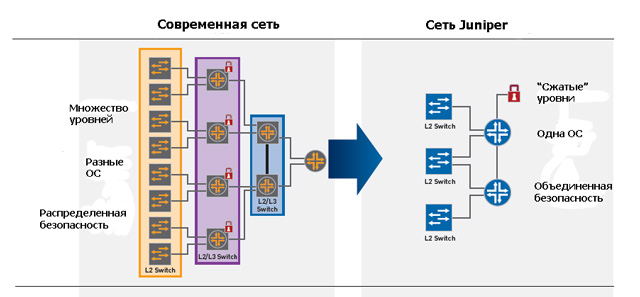 Современная сеть
Сеть Juniper
Множество
уровней
Разные
ОС
Распределенная
безопасность
L2 Switch
L2/L3 Switch
L2/L3
Switch
L2 Switch
L2 Switch
L2 Switch
"Сжатые"
уровни
Одна ОС
Объединенная
безопасность